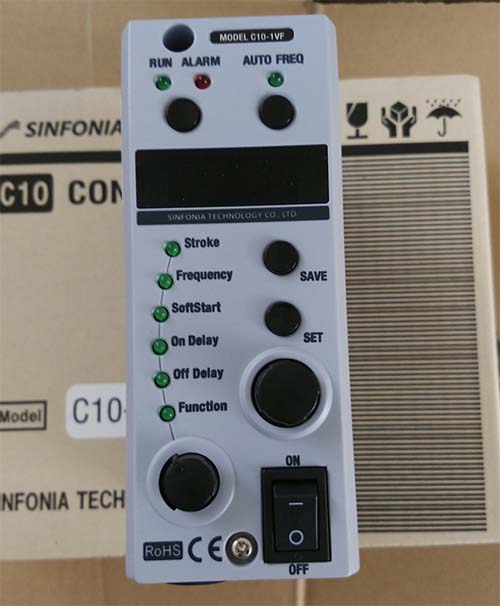 MODEL C10-1VF
RUN ALARM AUTO FREQ
SINFONIA
C10 CON
SINFONIA TECHNOLOGY CO., LTD
Stroke
Frequency
SAVE
SoftStart
SET
On Delay
Off Delay
Function
Model C10-
ON
NFONIA TECH
RoHS CE
OFF